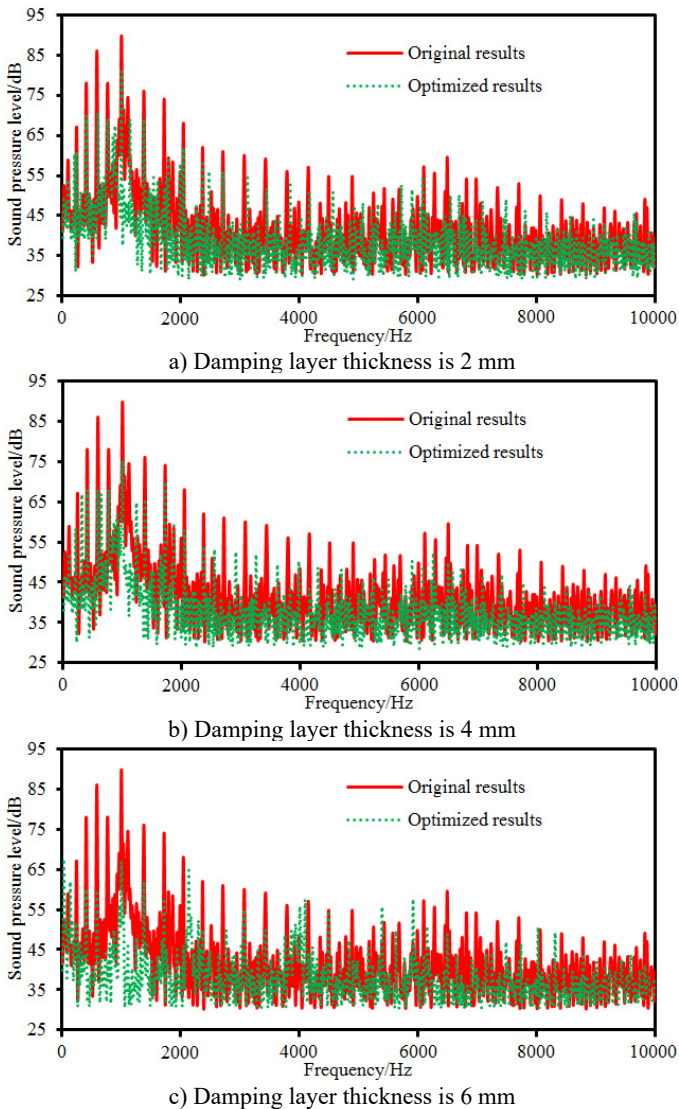 95
85
75
65
55
45
35
25
Sound pressure level/dB
Original results
Optimized results
0 2000 4000 6000 8000 10000
Frequency/Hz
a) Damping layer thickness is 2 mm
95
85
75
65
55
45
35
25
Sound pressure level/dB
Original results
Optimized results
0 2000 4000 6000 8000 10000
Frequency/Hz
b) Damping layer thickness is 4 mm
95
85
75
65
55
45
35
25
Sound pressure level/dB
Original results
Optimized results
0 2000 4000 6000 8000 10000
Frequency/Hz
c) Damping layer thickness is 6 mm